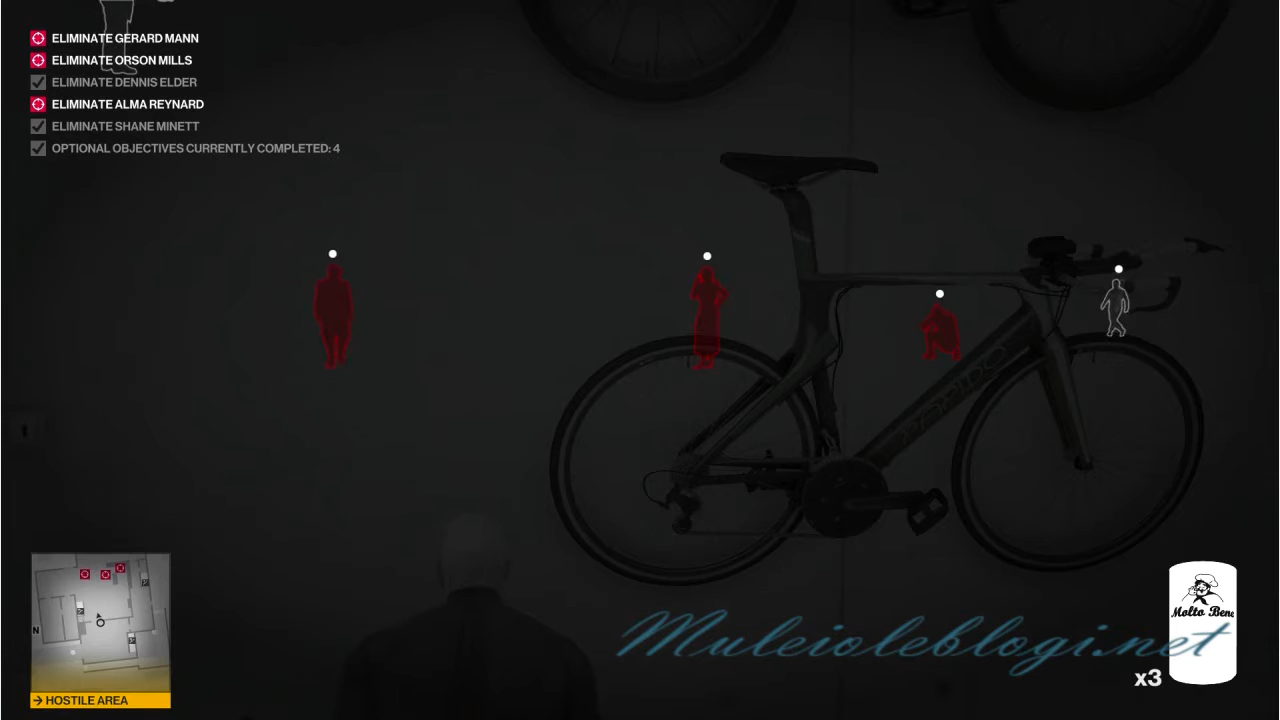 ELIMINATE GERARD MANN
ELIMINATE ORSON MILLS
ELIMINATE DENNIS ELDER
ELIMINATE ALMA REYNARD
ELIMINATE SHANE MINETT
OPTIONAL OBJECTIVES CURRENTLY COMPLETED: 4
RAPIDO
N
→ HOSTILE AREA
Molto Bene
Muleioleblogi.net
x3